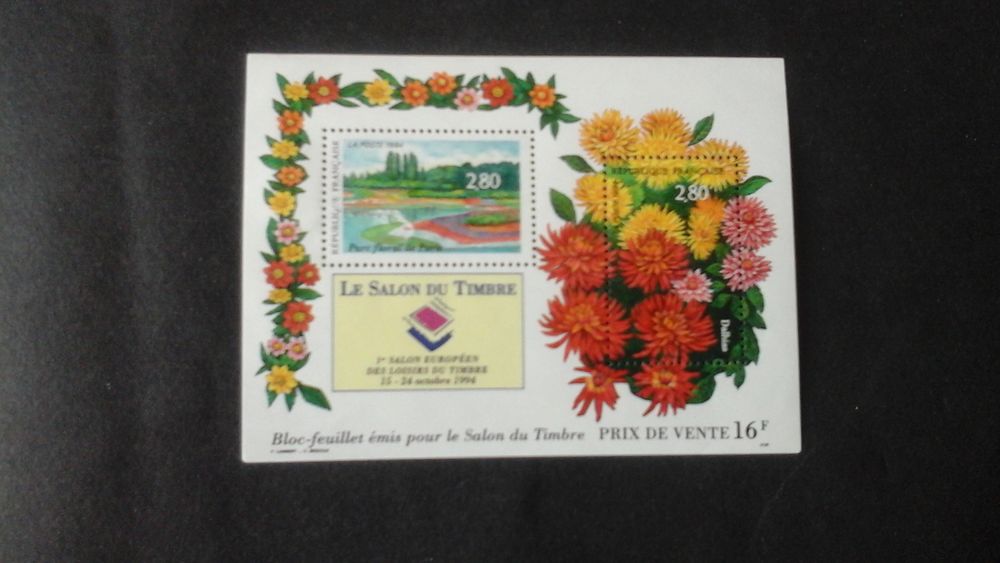 LA POSTE 1994
RÉPUBLIQUE FRANÇAISE
2,80
Parc floral de Paris
RÉPUBLIQUE FRANÇAISE
2,80
Dalhias
LE SALON DU TIMBRE
1er SALON EUROPÉEN
DES LOISIRS DU TIMBRE
15 - 24 octobre 1994
Bloc-feuillet émis pour le Salon du Timbre PRIX DE VENTE 16F